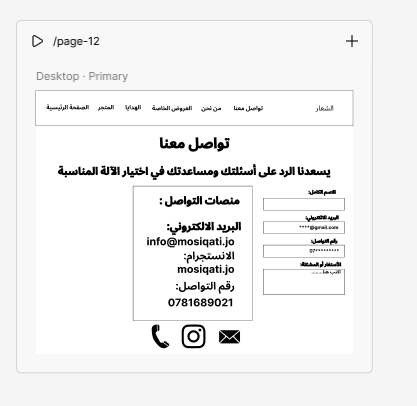 /page-12
Desktop · Primary
الشعار
تواصل معنا
من نحن
العروض الخاصة
الهدايا
المتجر
الصفحة الرئيسية
تواصل معنا
يسعدنا الرد على أسئلتك ومساعدتك في اختيار الآلة المناسبة
الاسم الكامل:
البريد الالكتروني:
****@gmail.com
رقم التواصل:
07*********
الأستفار أو المشكلة:
اكتب هنا ......
منصات التواصل :
البريد الالكتروني:
info@mosiqati.jo
الانستجرام:
mosiqati.jo
رقم التواصل:
0781689021